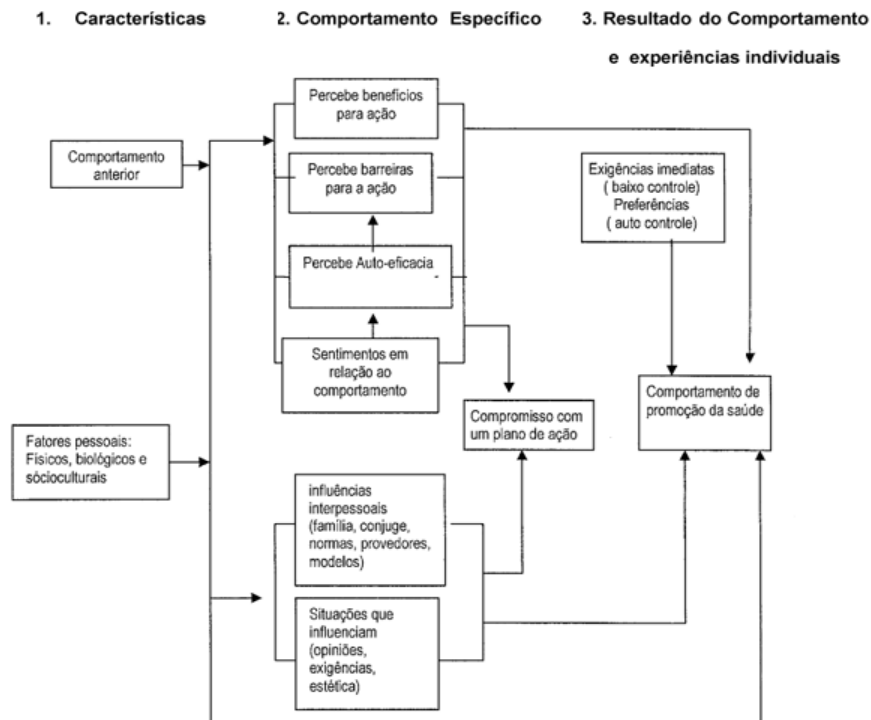 1. Características
2. Comportamento Específico
3. Resultado do Comportamento
e experiências individuais
Percebe benefícios
para ação
Comportamento
anterior
Percebe barreiras
para a ação
Exigências imediatas
( baixo controle)
Preferências
( auto controle)
Percebe Auto-eficacia
Sentimentos em
relação ao
comportamento
Compromisso com
um plano de ação
Comportamento de
promoção da saúde
Fatores pessoais:
Físicos, biológicos e
sócioculturais
influências
interpessoais
(família, conjuge,
normas, provedores,
modelos)
Situações que
influenciam
(opiniões,
exigências,
estética)